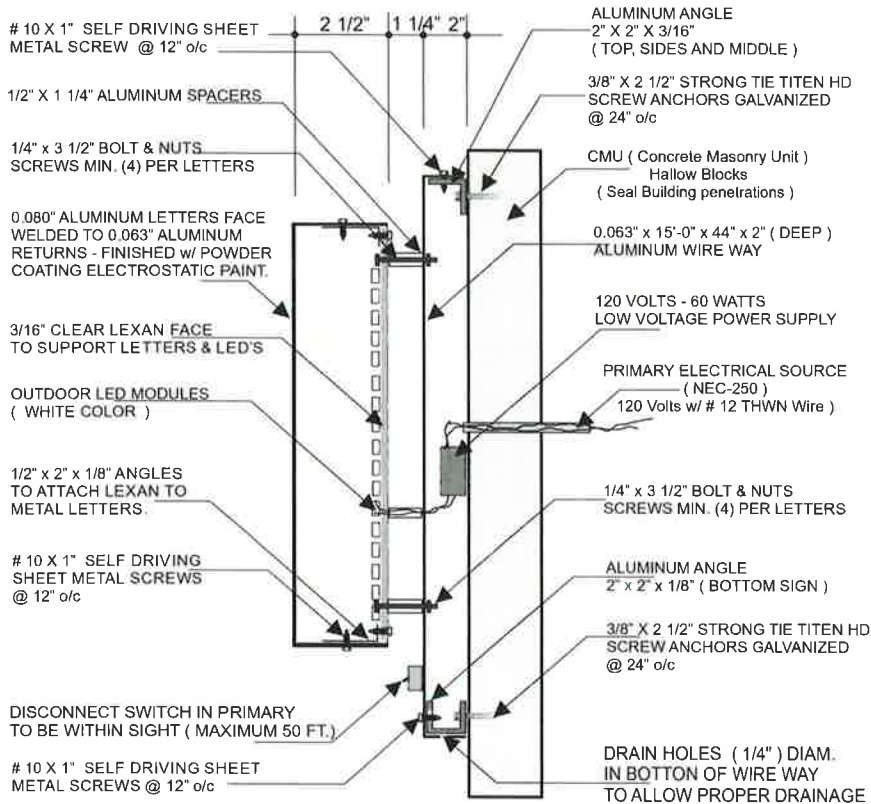 2 1/2" 1 1/4" 2"
# 10 X 1" SELF DRIVING SHEET
METAL SCREW @ 12" o/c
1/2" X 1 1/4" ALUMINUM SPACERS
1/4" x 3 1/2" BOLT & NUTS
SCREWS MIN. (4) PER LETTERS
0.080" ALUMINUM LETTERS FACE
WELDED TO 0.063" ALUMINUM
RETURNS - FINISHED w/ POWDER
COATING ELECTROSTATIC PAINT.
3/16" CLEAR LEXAN FACE
TO SUPPORT LETTERS & LED'S
OUTDOOR LED MODULES
( WHITE COLOR )
1/2" x 2" x 1/8" ANGLES
TO ATTACH LEXAN TO
METAL LETTERS.
# 10 X 1" SELF DRIVING
SHEET METAL SCREWS
@ 12" o/c
DISCONNECT SWITCH IN PRIMARY
TO BE WITHIN SIGHT ( MAXIMUM 50 FT.)
# 10 X 1" SELF DRIVING SHEET
METAL SCREWS @ 12" o/c
ALUMINUM ANGLE
2" X 2" X 3/16"
( TOP, SIDES AND MIDDLE )
3/8" X 2 1/2" STRONG TIE TITEN HD
SCREW ANCHORS GALVANIZED
@ 24" o/c
CMU ( Concrete Masonry Unit )
Hallow Blocks
( Seal Building penetrations )
0.063" x 15'-0" x 44" x 2" ( DEEP )
ALUMINUM WIRE WAY
120 VOLTS - 60 WATTS
LOW VOLTAGE POWER SUPPLY
PRIMARY ELECTRICAL SOURCE
( NEC-250 )
120 Volts w/ # 12 THWN Wire )
1/4" x 3 1/2" BOLT & NUTS
SCREWS MIN. (4) PER LETTERS
ALUMINUM ANGLE
2" x 2" x 1/8" ( BOTTOM SIGN )
3/8" X 2 1/2" STRONG TIE TITEN HD
SCREW ANCHORS GALVANIZED
@ 24" o/c
DRAIN HOLES ( 1/4" ) DIAM.
IN BOTTON OF WIRE WAY
TO ALLOW PROPER DRAINAGE